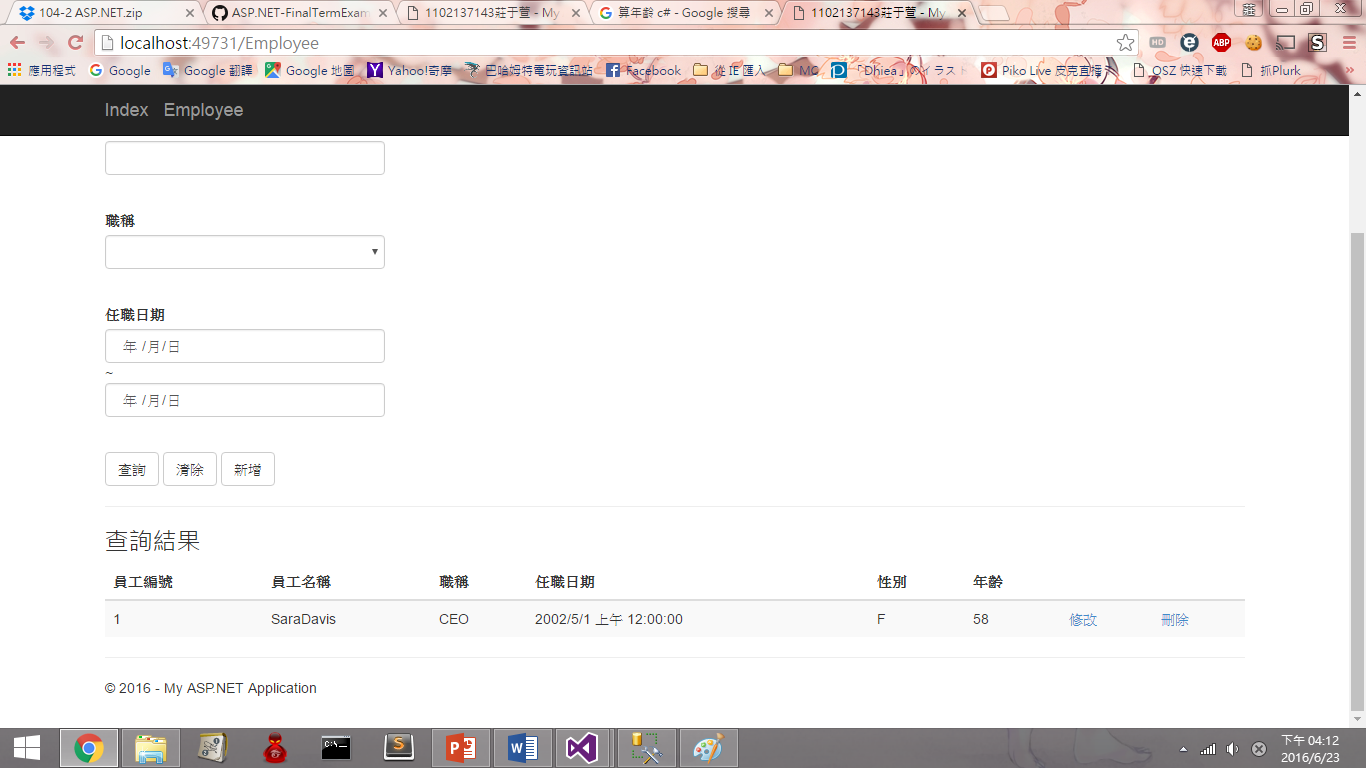 104-2 ASP.NET.zip
ASP.NET-FinalTermExam
1102137143莊于萱 - My
算年齡 c# - Google 搜尋
1102137143莊于萱 - My
localhost:49731/Employee
應用程式 Google Google 翻譯 Google 地圖 Yahoo!奇摩 巴哈姆特電玩資訊站 Facebook 從 IE 匯入 MC 「Dhiea」のイラスト Piko Live 皮克直播 OSZ 快速下載 抓Plurk »
Index Employee
職稱
任職日期
年 /月/日
~
年 /月/日
查詢 清除 新增
查詢結果
員工編號 員工名稱 職稱 任職日期 性別 年齡
1 SaraDavis CEO 2002/5/1 上午 12:00:00 F 58 修改 刪除
© 2016 - My ASP.NET Application
下午 04:12
2016/6/23